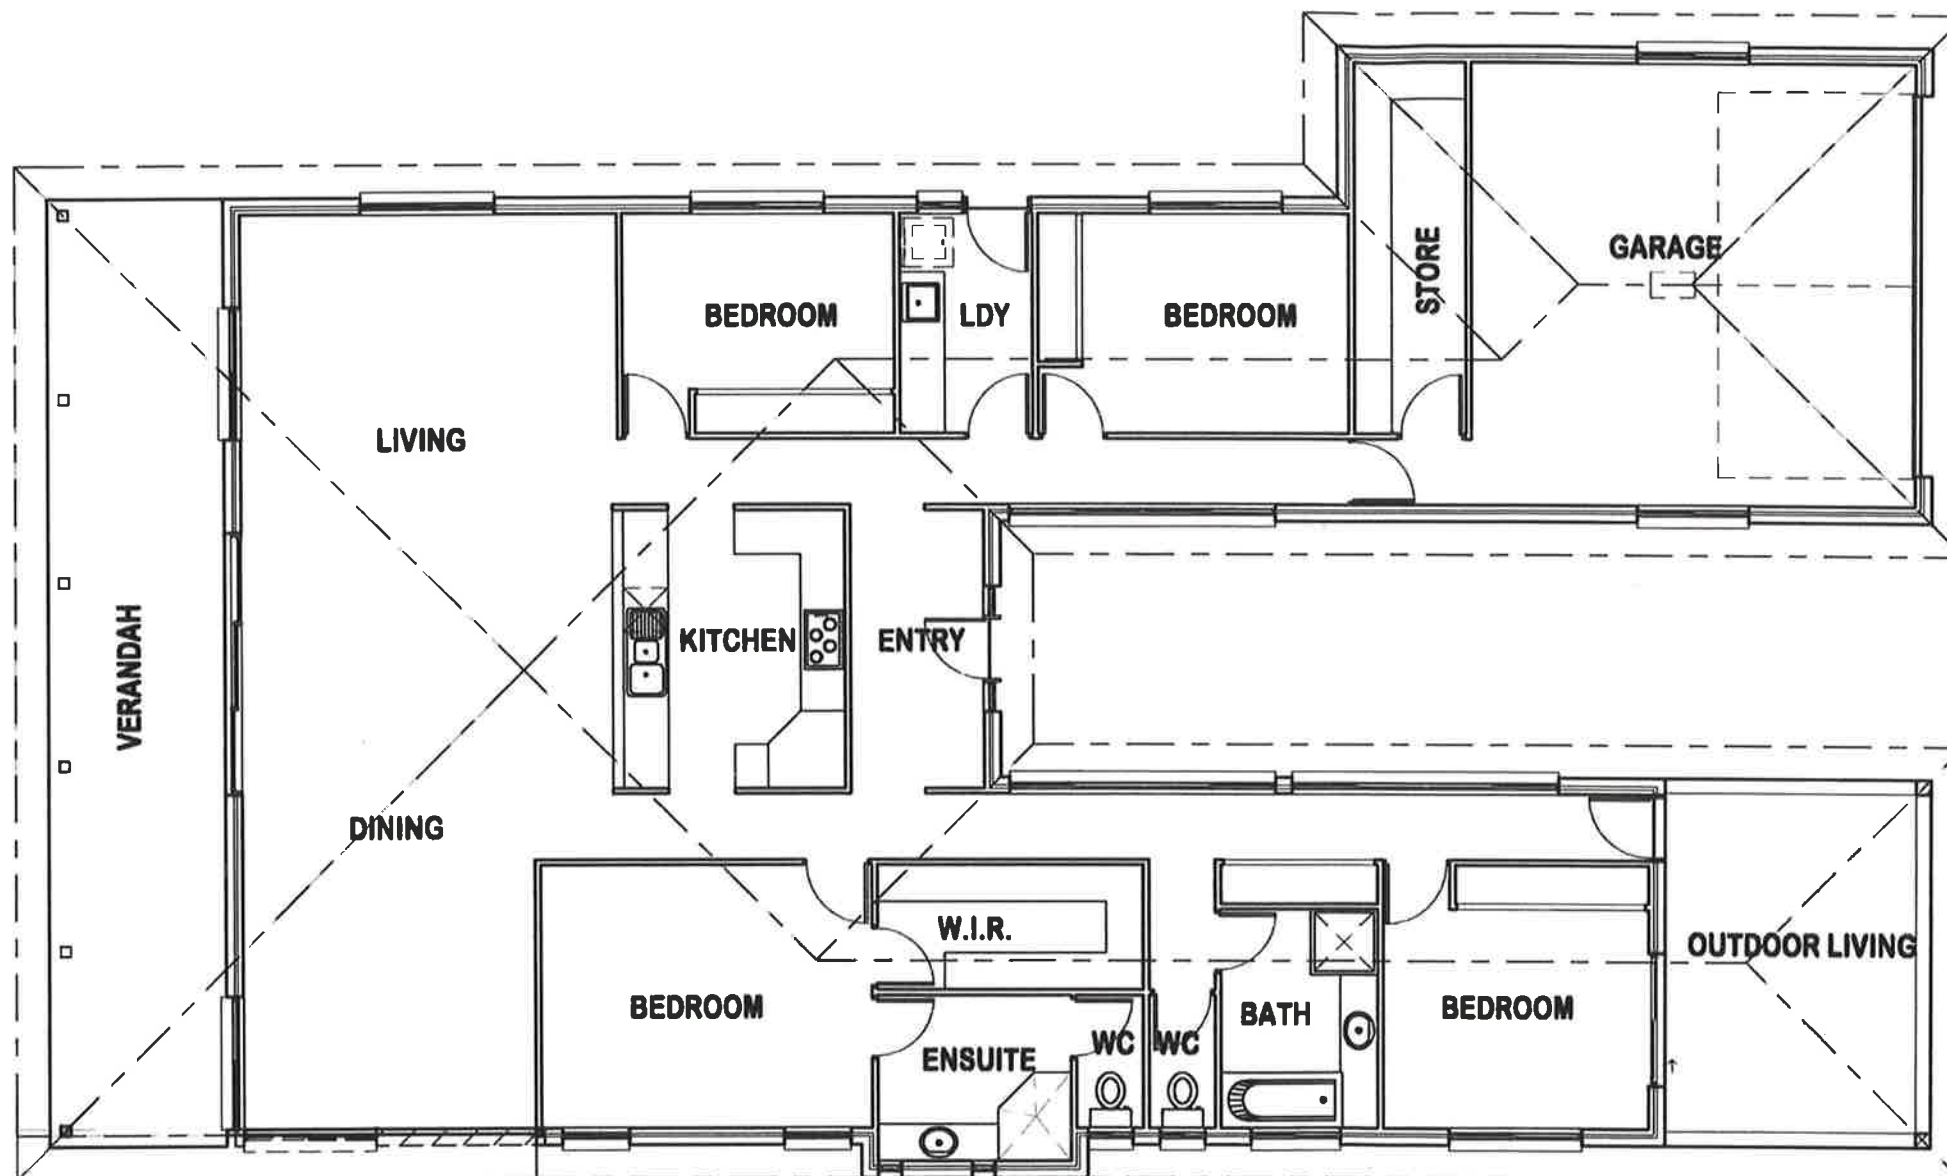 GARAGE
STORE
BEDROOM
LDY
BEDROOM
LIVING
VERANDAH
KITCHEN
ENTRY
DINING
W.I.R.
OUTDOOR LIVING
BEDROOM
ENSUITE
WC
WC
BATH
BEDROOM